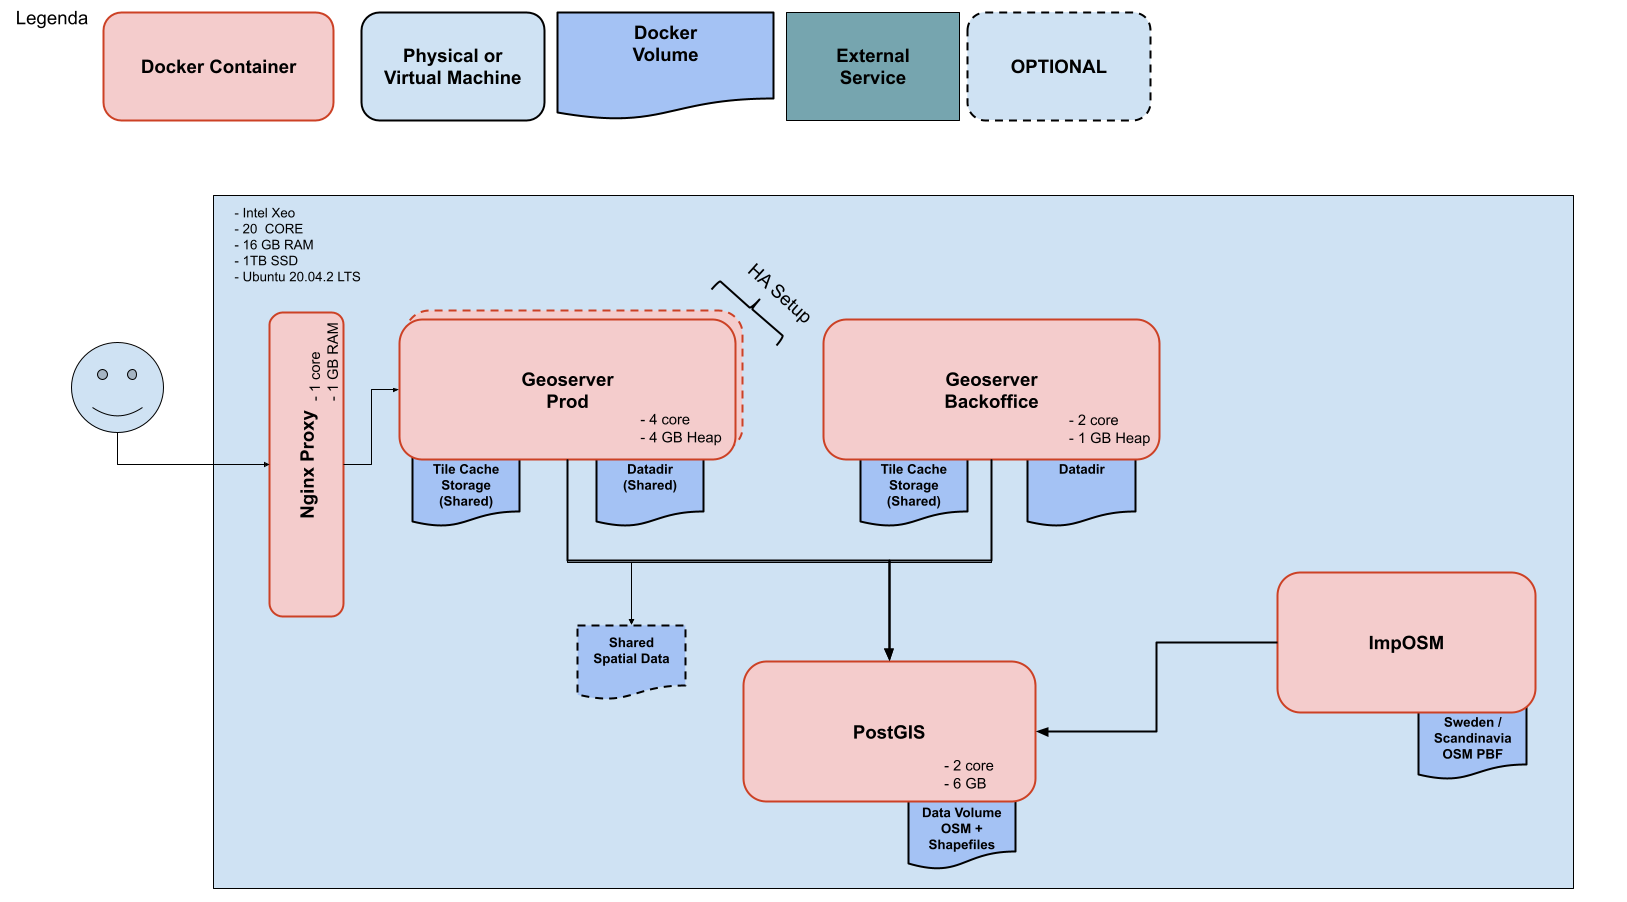 Legenda
Docker Container
Physical or
Virtual Machine
Docker
Volume
External
Service
OPTIONAL
- Intel Xeo
- 20  CORE
- 16 GB RAM
- 1TB SSD
- Ubuntu 20.04.2 LTS
HA Setup
Nginx Proxy
- 1 core
- 1 GB RAM
Geoserver
Prod
- 4 core
- 4 GB Heap
Tile Cache
Storage
(Shared)
Datadir
(Shared)
Geoserver
Backoffice
- 2 core
- 1 GB Heap
Tile Cache
Storage
(Shared)
Datadir
Shared
Spatial Data
PostGIS
- 2 core
- 6 GB
Data Volume
OSM +
Shapefiles
ImpOSM
Sweden /
Scandinavia
OSM PBF